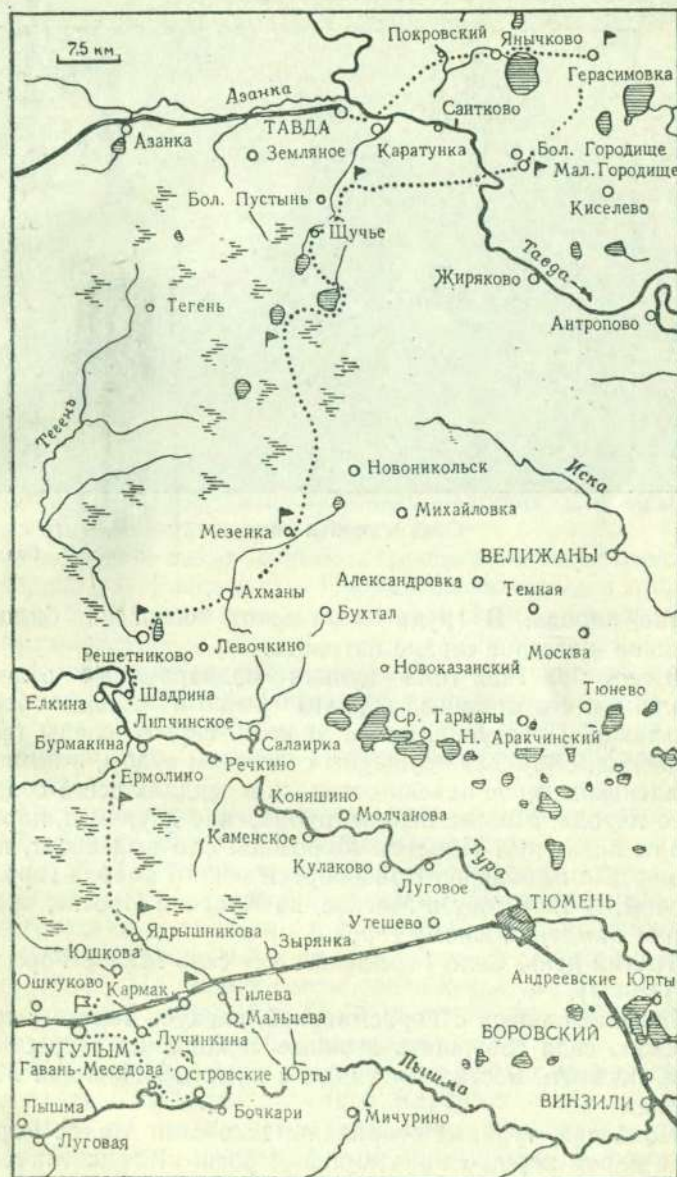 7.5 км
Покровский
Янычково
Герасимовка
Азанка
Саитково
ТАВДА
Азанка
Земляное
Каратунка
Бол. Городище
Мал. Городище
Бол. Пустынь
Киселево
Щучье
Тавда
Жиряково
Тегень
Антропово
Тегень
Новоникольск
Иска
Михайловка
Мезенка
ВЕЛИЖАНЫ
Александровка
Ахманы
Темная
Бухтал
Решетниково
Левочкино
Москва
Новоказанский
Тюнево
Елкина
Шадрина
Ср. Тарманы
Липчинское
Н. Аракчинский
Бурмакина
Салаирка
Речкино
Ермолино
Коняшино
Молчанова
Каменское
Тура
Кулаково
Луговое
ТЮМЕНЬ
Утешево
Ядрышникова
Зырянка
Юшкова
Андреевские Юрты
Ошкуково
Кармак
Гилева
БОРОВСКИЙ
Мальцева
ТУГУЛЫМ
Лучинкина
Гавань-Меседова
Островские Юрты
Пышма
ВИНЗИЛИ
Пышма
Бочкари
Мичурино
Луговая